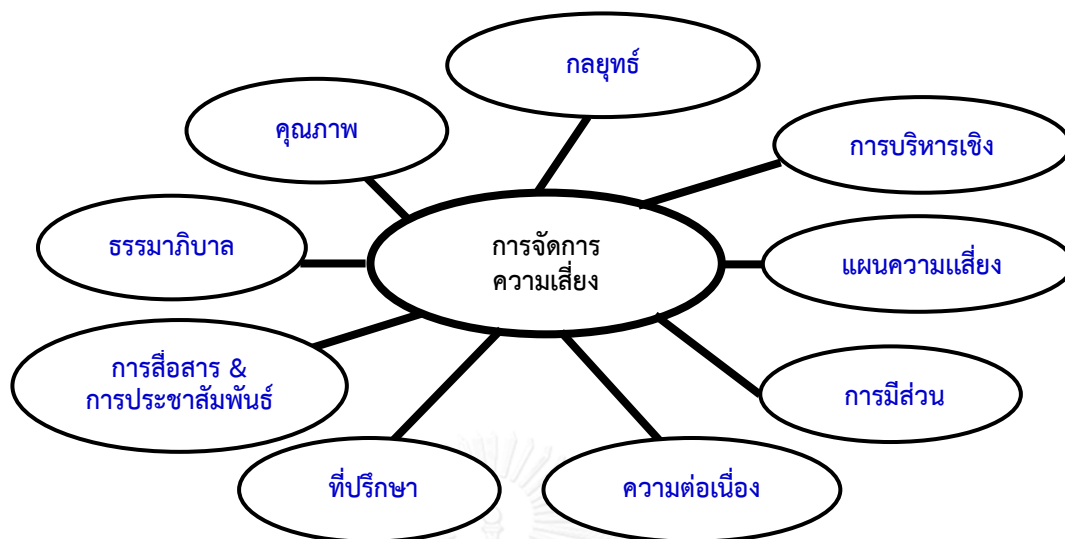 กลยุทธ์
คุณภาพ
การบริหารเชิง
ธรรมาภิบาล
การจัดการ
ความเสี่ยง
แผนความแสี่ยง
การสื่อสาร &
การประชาสัมพันธ์
การมีส่วน
ที่ปรึกษา
ความต่อเนื่อง